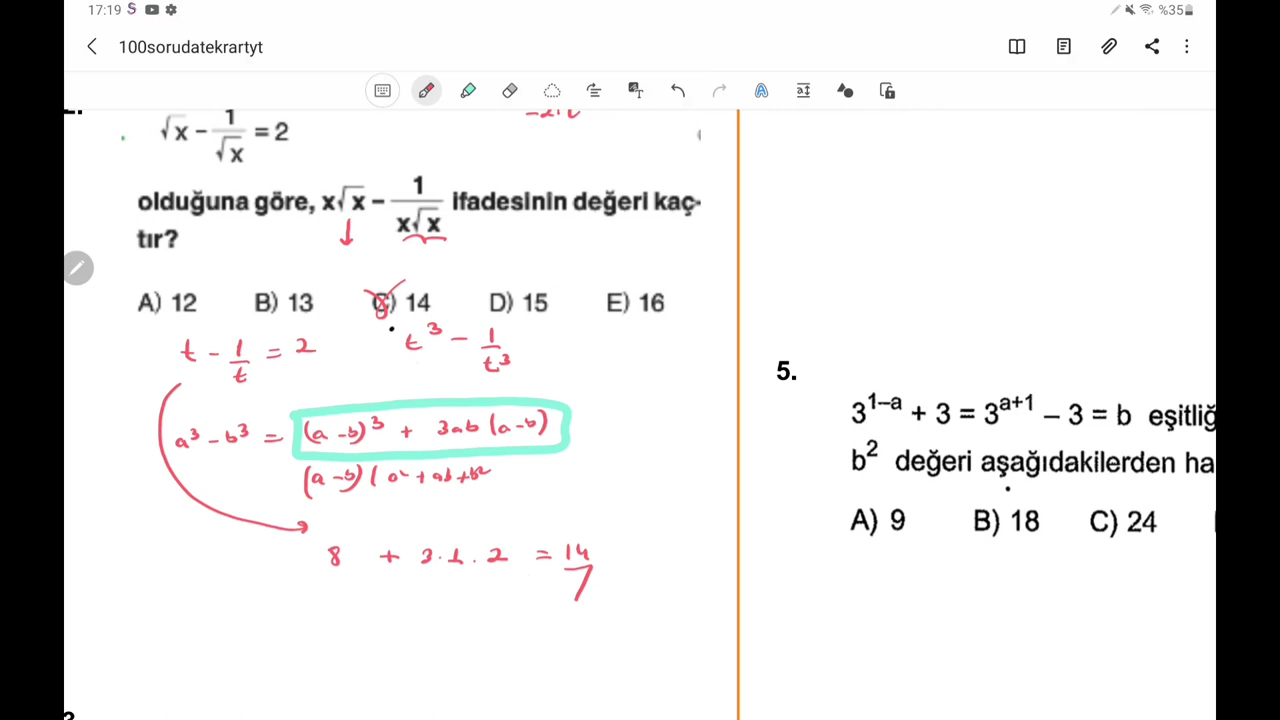 17:19 S %35
100sorudatekrartyt
√x - 1/√x = 2
olduğuna göre, x√x - 1/x√x ifadesinin değeri kaç-
tır?
A) 12 B) 13 C) 14 D) 15 E) 16
t - 1/t = 2 t³ - 1/t³
a³ - b³ = (a - b)³ + 3ab (a - b)
(a - b) ( a² + ab + b²
8 + 3.1.2 = 14
5.
3^(1-a) + 3 = 3^(a+1) - 3 = b eşitliğ
b² değeri aşağıdakilerden ha
A) 9 B) 18 C) 24